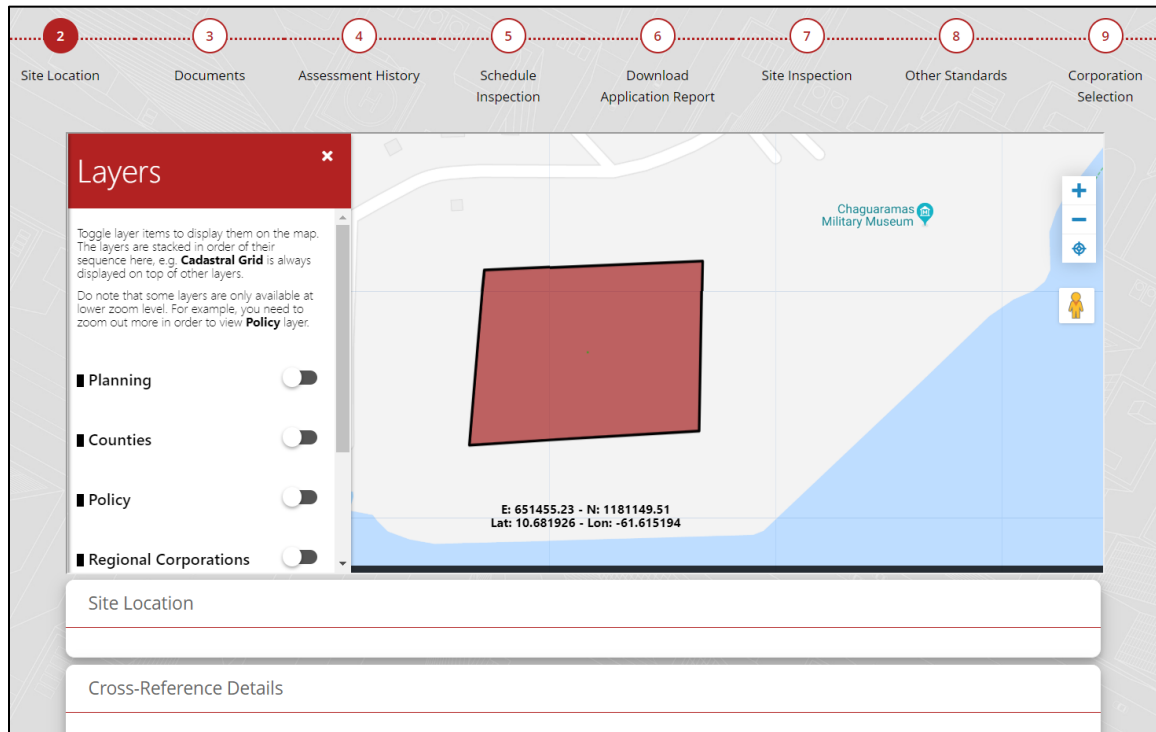 2
3
4
5
6
7
8
9
Site Location
Documents
Assessment History
Schedule
Inspection
Download
Application Report
Site Inspection
Other Standards
Corporation
Selection
Layers
×
Toggle layer items to display them on the map.
The layers are stacked in order of their
sequence here, e.g. Cadastral Grid is always
displayed on top of other layers.
Do note that some layers are only available at
lower zoom level. For example, you need to
zoom out more in order to view Policy layer.
Planning
Counties
Policy
Regional Corporations
Chaguaramas
Military Museum
+
−
E: 651455.23 - N: 1181149.51
Lat: 10.681926 - Lon: -61.615194
Site Location
Cross-Reference Details